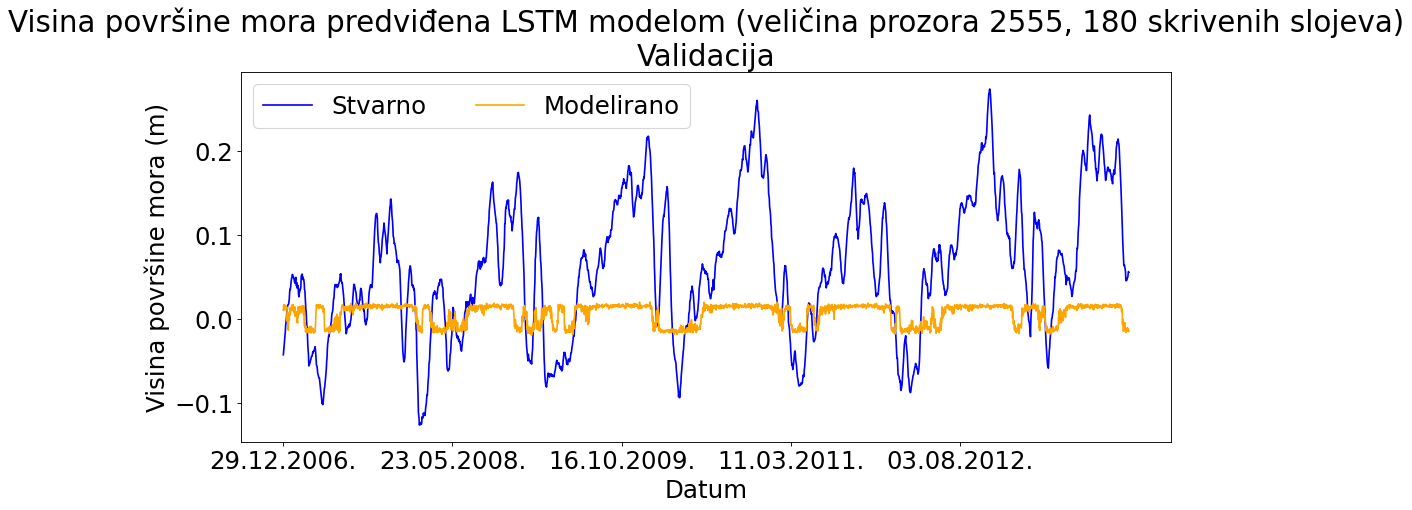 Visina površine mora predviđena LSTM modelom (veličina prozora 2555, 180 skrivenih slojeva)
Validacija
Stvarno
Modelirano
Visina površine mora (m)
0.2
0.1
0.0
−0.1
29.12.2006.
23.05.2008.
16.10.2009.
11.03.2011.
03.08.2012.
Datum